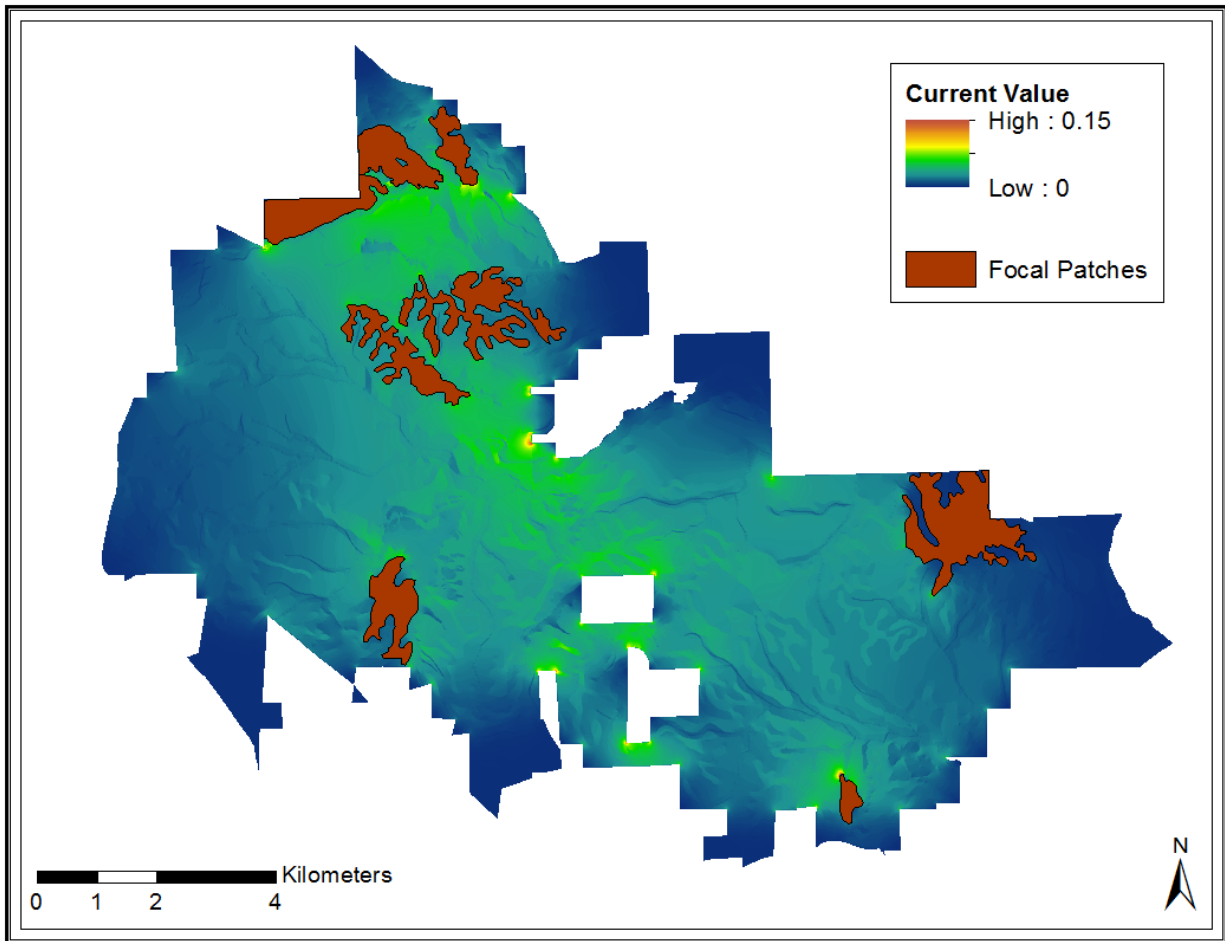 Current Value
High : 0.15
Low : 0
Focal Patches
Kilometers
0 1 2 4
N